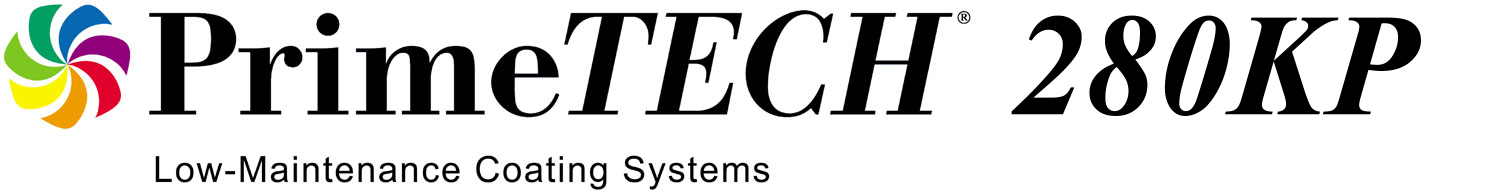 PrimeTECH® 280KP
Low-Maintenance Coating Systems